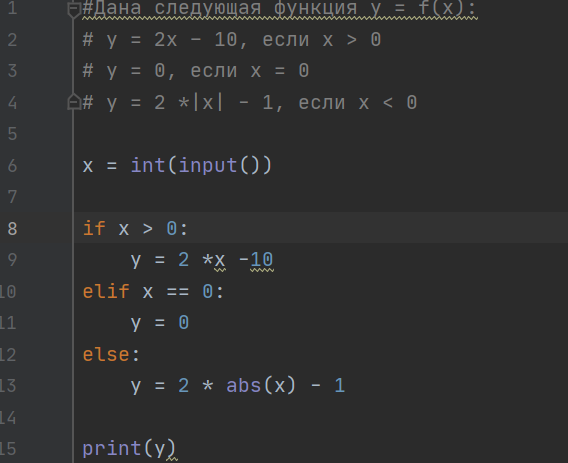 1 #Дана следующая функция y = f(x):
2 # y = 2x - 10, если x > 0
3 # y = 0, если x = 0
4 # y = 2 *|x| - 1, если x < 0
5
6 x = int(input())
7
8 if x > 0:
9     y = 2 *x -10
10 elif x == 0:
11     y = 0
12 else:
13     y = 2 * abs(x) - 1
14
15 print(y)